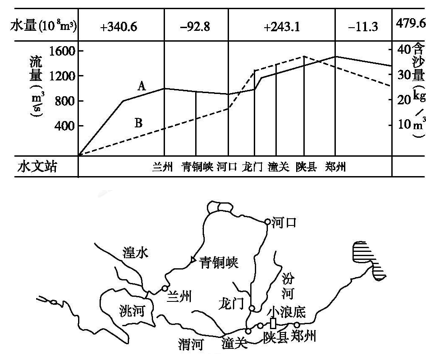 水量(10⁸m³) +340.6 -92.8 +243.1 -11.3 479.6
流量(m³/s)
1600
1200
800
400
A
B
含沙量(kg/m³)
40
30
20
10
水文站 兰州 青铜峡 河口 龙门 潼关 陕县 郑州
河口
湟水
青铜峡
汾河
兰州
洮河
龙门
小浪底
渭河
潼关
陕县
郑州